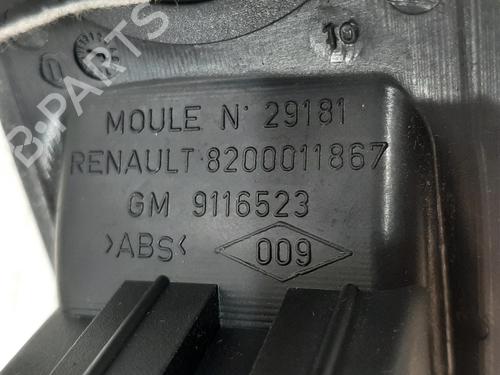 10
MOULE N° 29181
RENAULT·8200011867
GM 9116523
>ABS< 009
B-PARTS